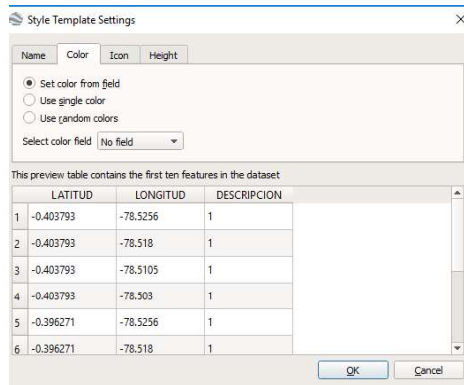 Style Template Settings
Name Color Icon Height
Set color from field
Use single color
Use random colors
Select color field No field
This preview table contains the first ten features in the dataset
LATITUD LONGITUD DESCRIPCION
1 -0.403793 -78.5256 1
2 -0.403793 -78.518 1
3 -0.403793 -78.5105 1
4 -0.403793 -78.503 1
5 -0.396271 -78.5256 1
6 -0.396271 -78.518 1
OK Cancel